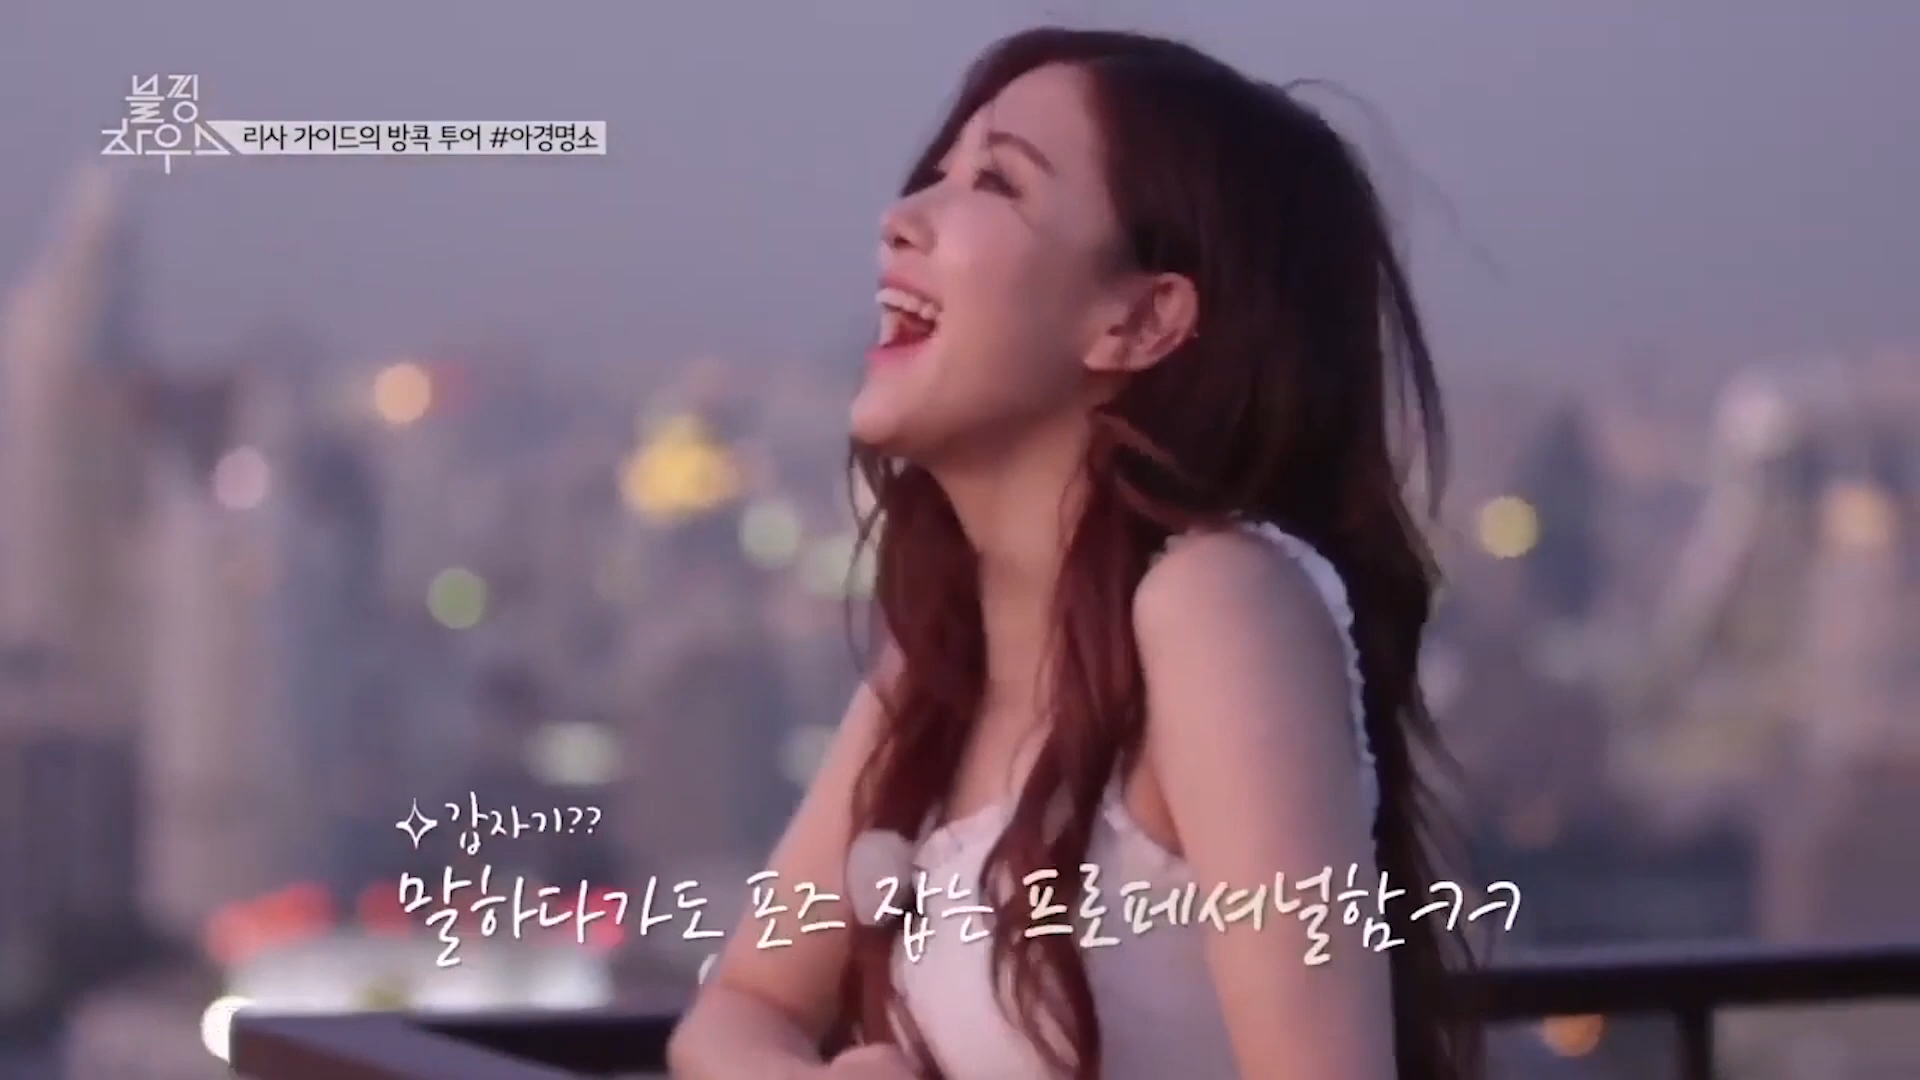 블핑
하우스
리사 가이드의 방콕 투어 #야경명소
갑자기??
말하다가도 포즈 잡는 프로페셔널함ㅋㅋ